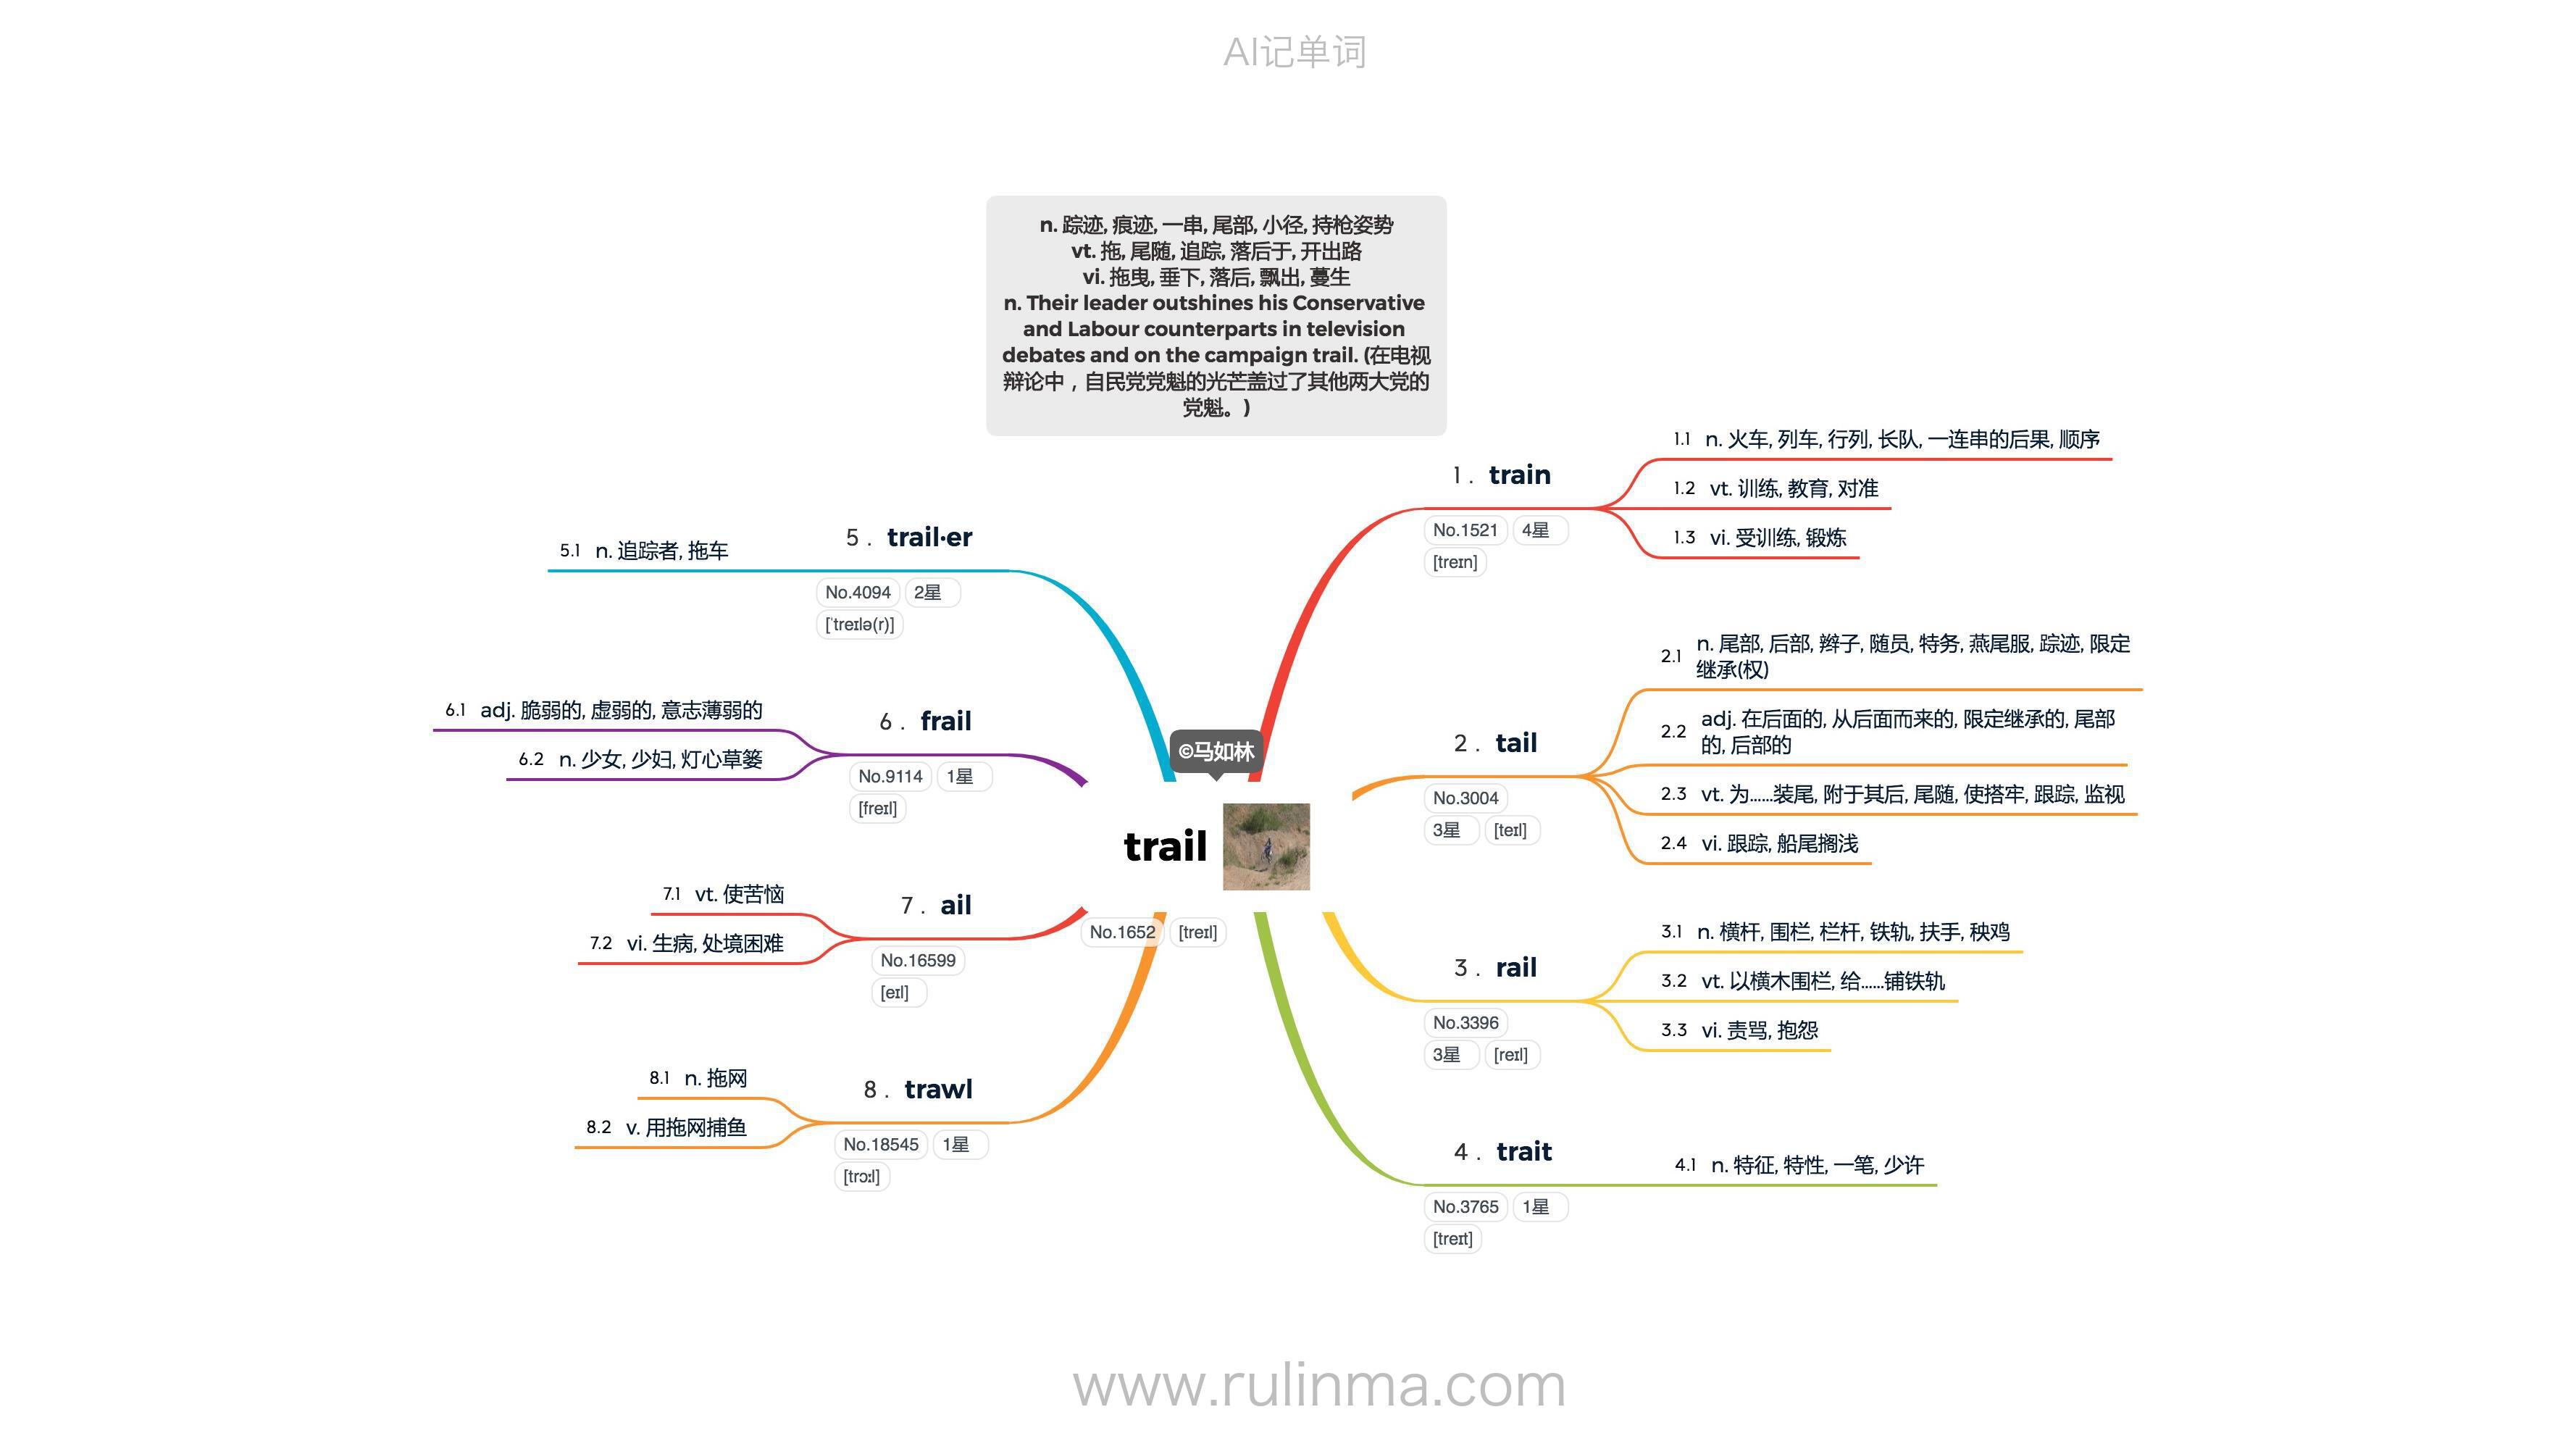 AI记单词
n. 踪迹, 痕迹, 一串, 尾部, 小径, 持枪姿势
vt. 拖, 尾随, 追踪, 落后于, 开出路
vi. 拖曳, 垂下, 落后, 飘出, 蔓生
n. Their leader outshines his Conservative
and Labour counterparts in television
debates and on the campaign trail. (在电视
辩论中，自民党党魁的光芒盖过了其他两大党的
党魁。)
©马如林
trail
No.1652 [treɪl]
1. train
No.1521 4星
[treɪn]
1.1 n. 火车, 列车, 行列, 长队, 一连串的后果, 顺序
1.2 vt. 训练, 教育, 对准
1.3 vi. 受训练, 锻炼
2. tail
No.3004
3星 [teɪl]
2.1 n. 尾部, 后部, 辫子, 随员, 特务, 燕尾服, 踪迹, 限定
继承(权)
2.2 adj. 在后面的, 从后面而来的, 限定继承的, 尾部
的, 后部的
2.3 vt. 为……装尾, 附于其后, 尾随, 使搭牢, 跟踪, 监视
2.4 vi. 跟踪, 船尾搁浅
3. rail
No.3396
3星 [reɪl]
3.1 n. 横杆, 围栏, 栏杆, 铁轨, 扶手, 秧鸡
3.2 vt. 以横木围栏, 给……铺铁轨
3.3 vi. 责骂, 抱怨
4. trait
No.3765 1星
[treɪt]
4.1 n. 特征, 特性, 一笔, 少许
5. trail·er
No.4094 2星
[ˈtreɪlə(r)]
5.1 n. 追踪者, 拖车
6. frail
No.9114 1星
[freɪl]
6.1 adj. 脆弱的, 虚弱的, 意志薄弱的
6.2 n. 少女, 少妇, 灯心草篓
7. ail
No.16599
[eɪl]
7.1 vt. 使苦恼
7.2 vi. 生病, 处境困难
8. trawl
No.18545 1星
[trɔːl]
8.1 n. 拖网
8.2 v. 用拖网捕鱼
www.rulinma.com